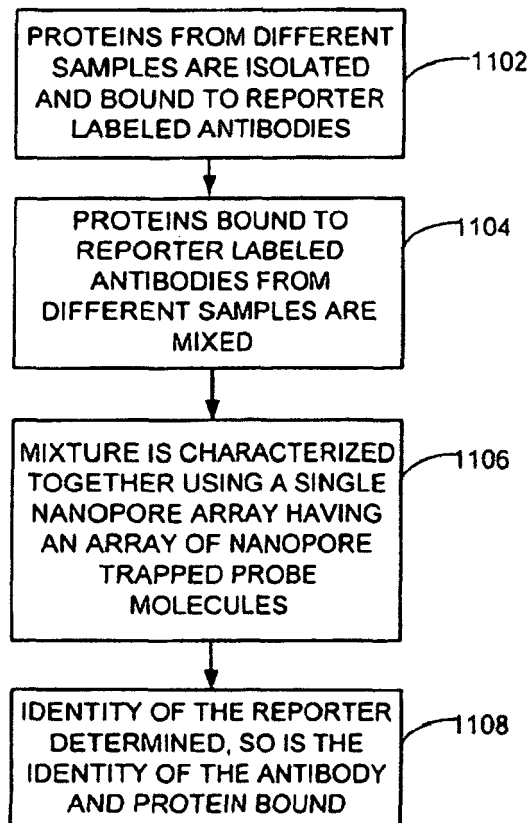 PROTEINS FROM DIFFERENT
SAMPLES ARE ISOLATED
AND BOUND TO REPORTER
LABELED ANTIBODIES
1102
PROTEINS BOUND TO
REPORTER LABELED
ANTIBODIES FROM
DIFFERENT SAMPLES ARE
MIXED
1104
MIXTURE IS CHARACTERIZED
TOGETHER USING A SINGLE
NANOPORE ARRAY HAVING
AN ARRAY OF NANOPORE
TRAPPED PROBE
MOLECULES
1106
IDENTITY OF THE REPORTER
DETERMINED, SO IS THE
IDENTITY OF THE ANTIBODY
AND PROTEIN BOUND
1108